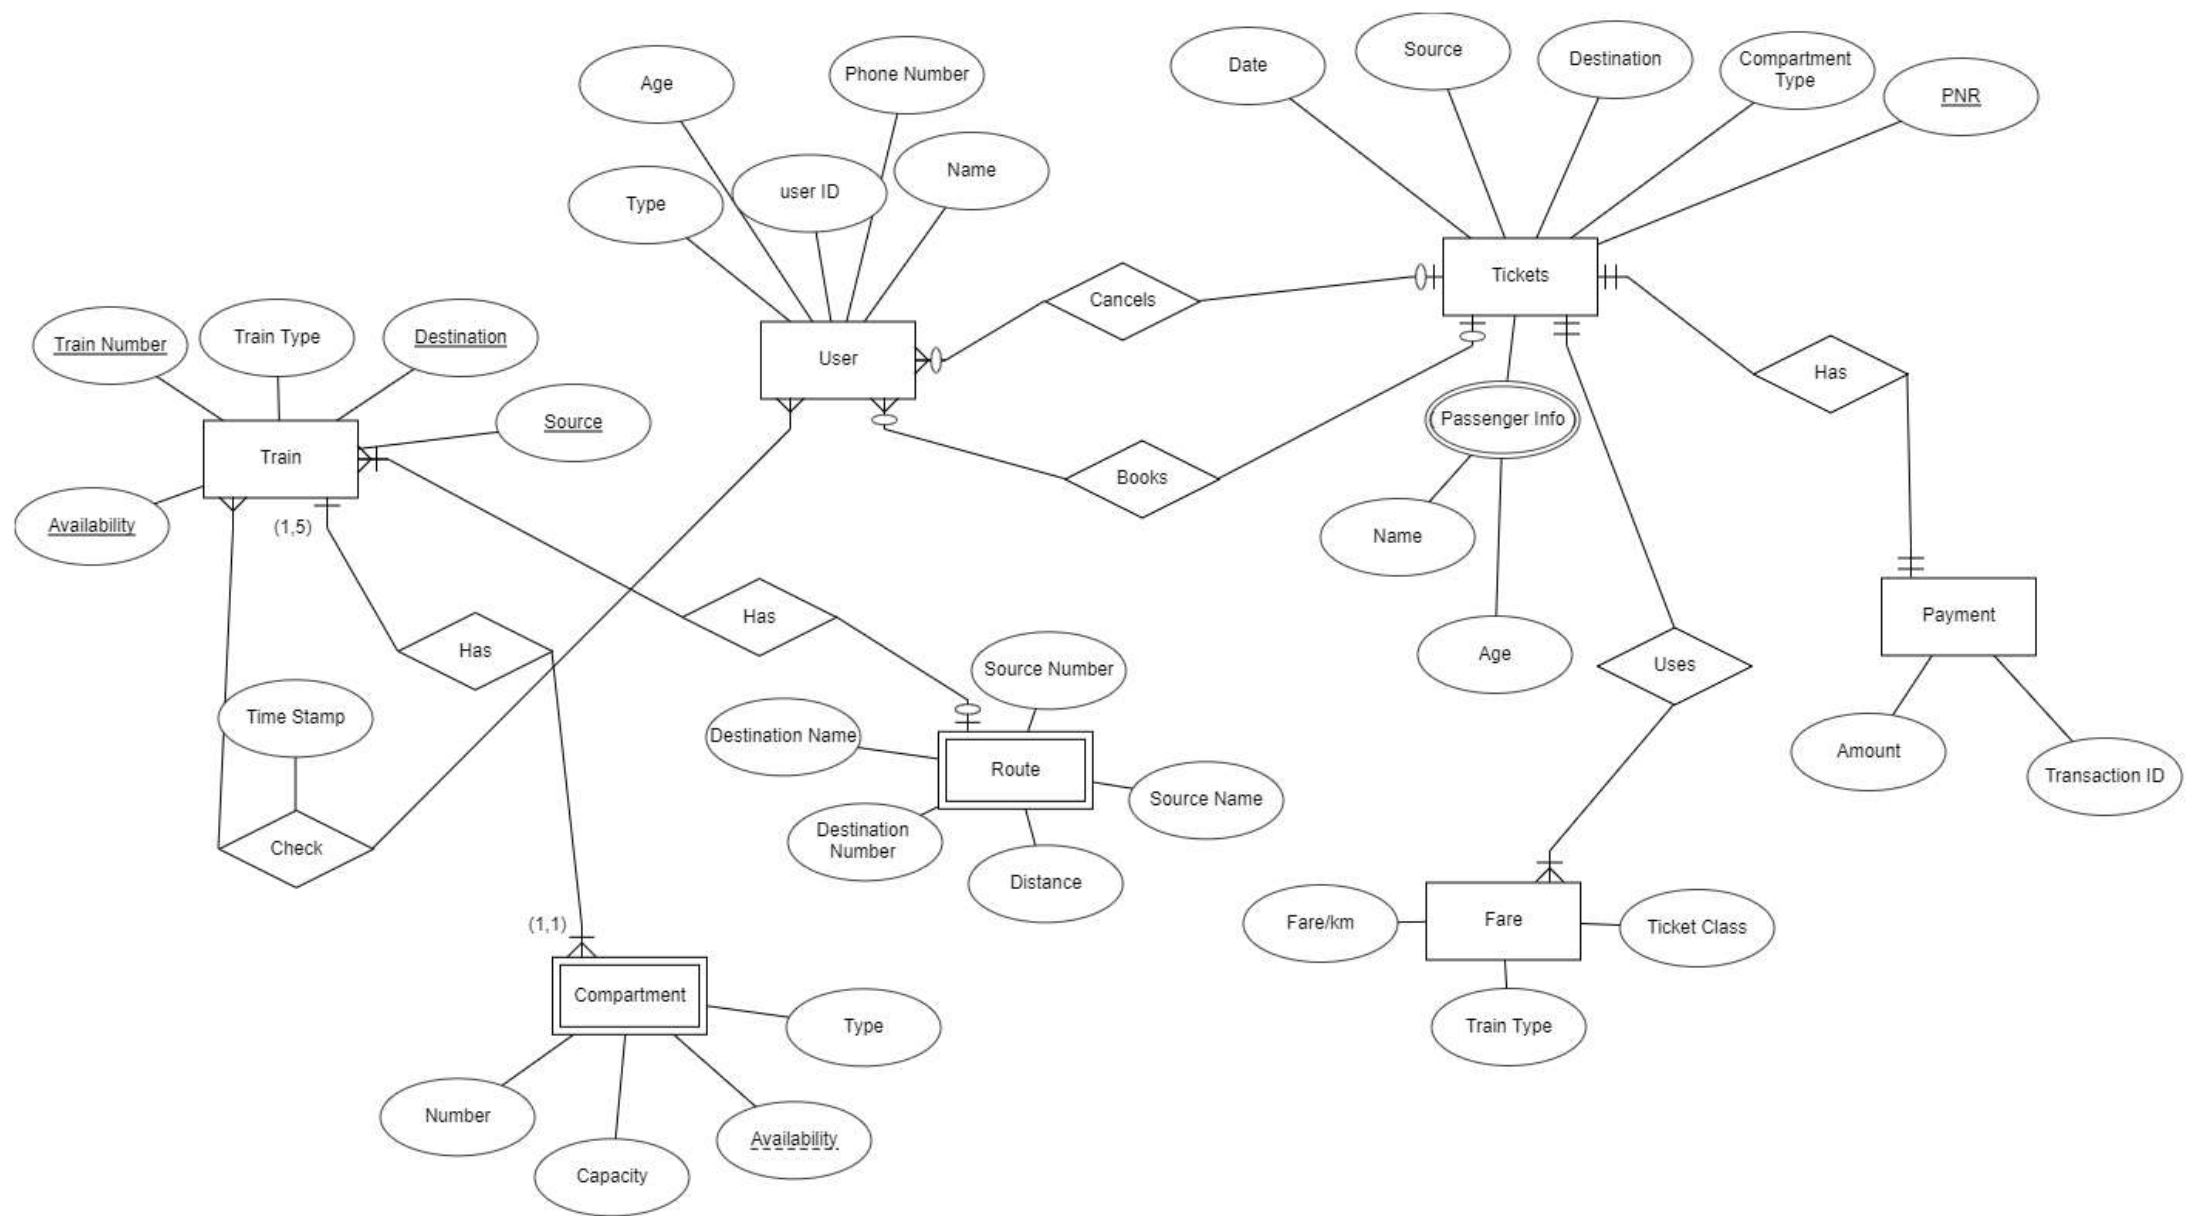 Age
Phone Number
Date
Source
Destination
Compartment
Type
PNR
Type
user ID
Name
Cancels
Tickets
Train Number
Train Type
Destination
User
Has
Source
Passenger Info
Train
Books
Availability
(1,5)
Name
Has
Has
Payment
Time Stamp
Source Number
Age
Uses
Destination Name
Route
Source Name
Amount
Transaction ID
Check
Destination
Number
Distance
(1,1)
Fare/km
Fare
Ticket Class
Compartment
Type
Train Type
Number
Availability
Capacity